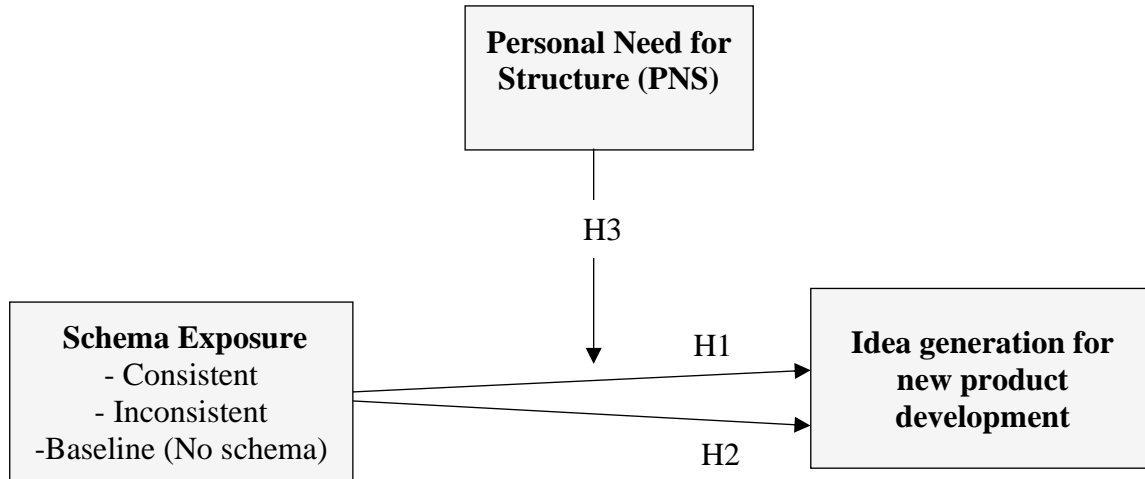 Personal Need for
Structure (PNS)
H3
Schema Exposure
- Consistent
- Inconsistent
-Baseline (No schema)
H1
H2
Idea generation for
new product
development